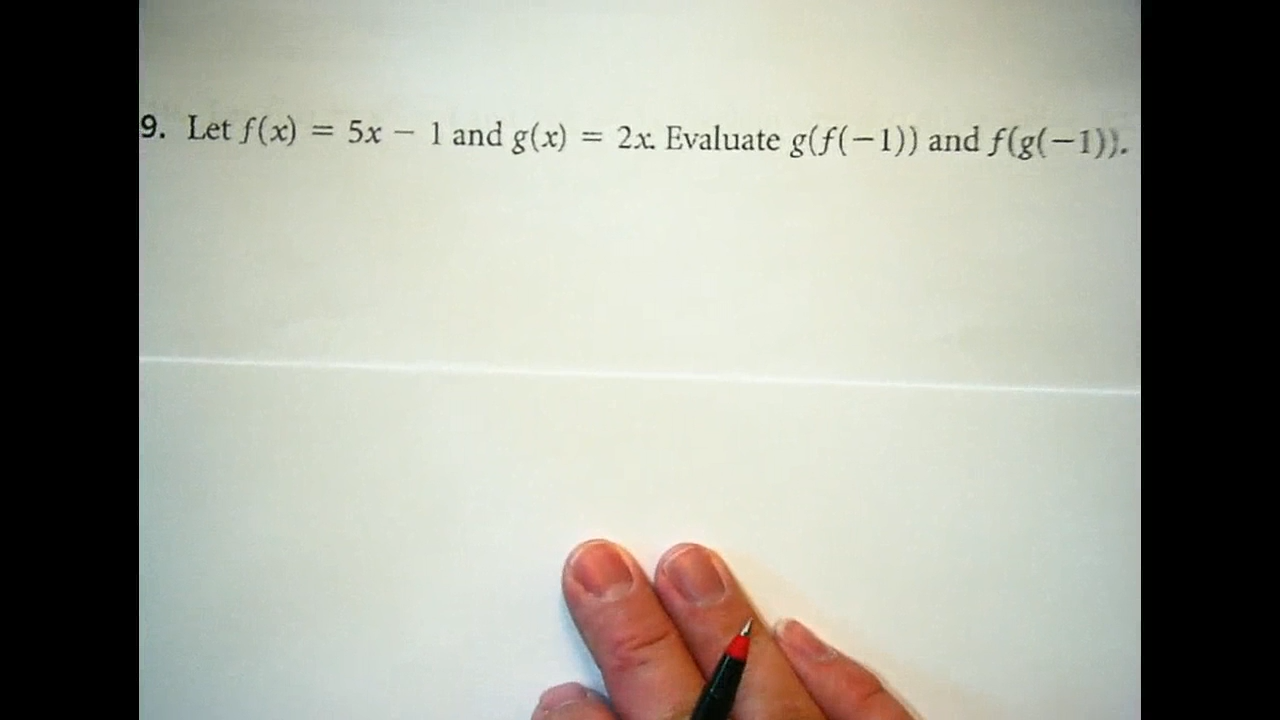 9. Let f(x) = 5x − 1 and g(x) = 2x. Evaluate g(f(−1)) and f(g(−1)).